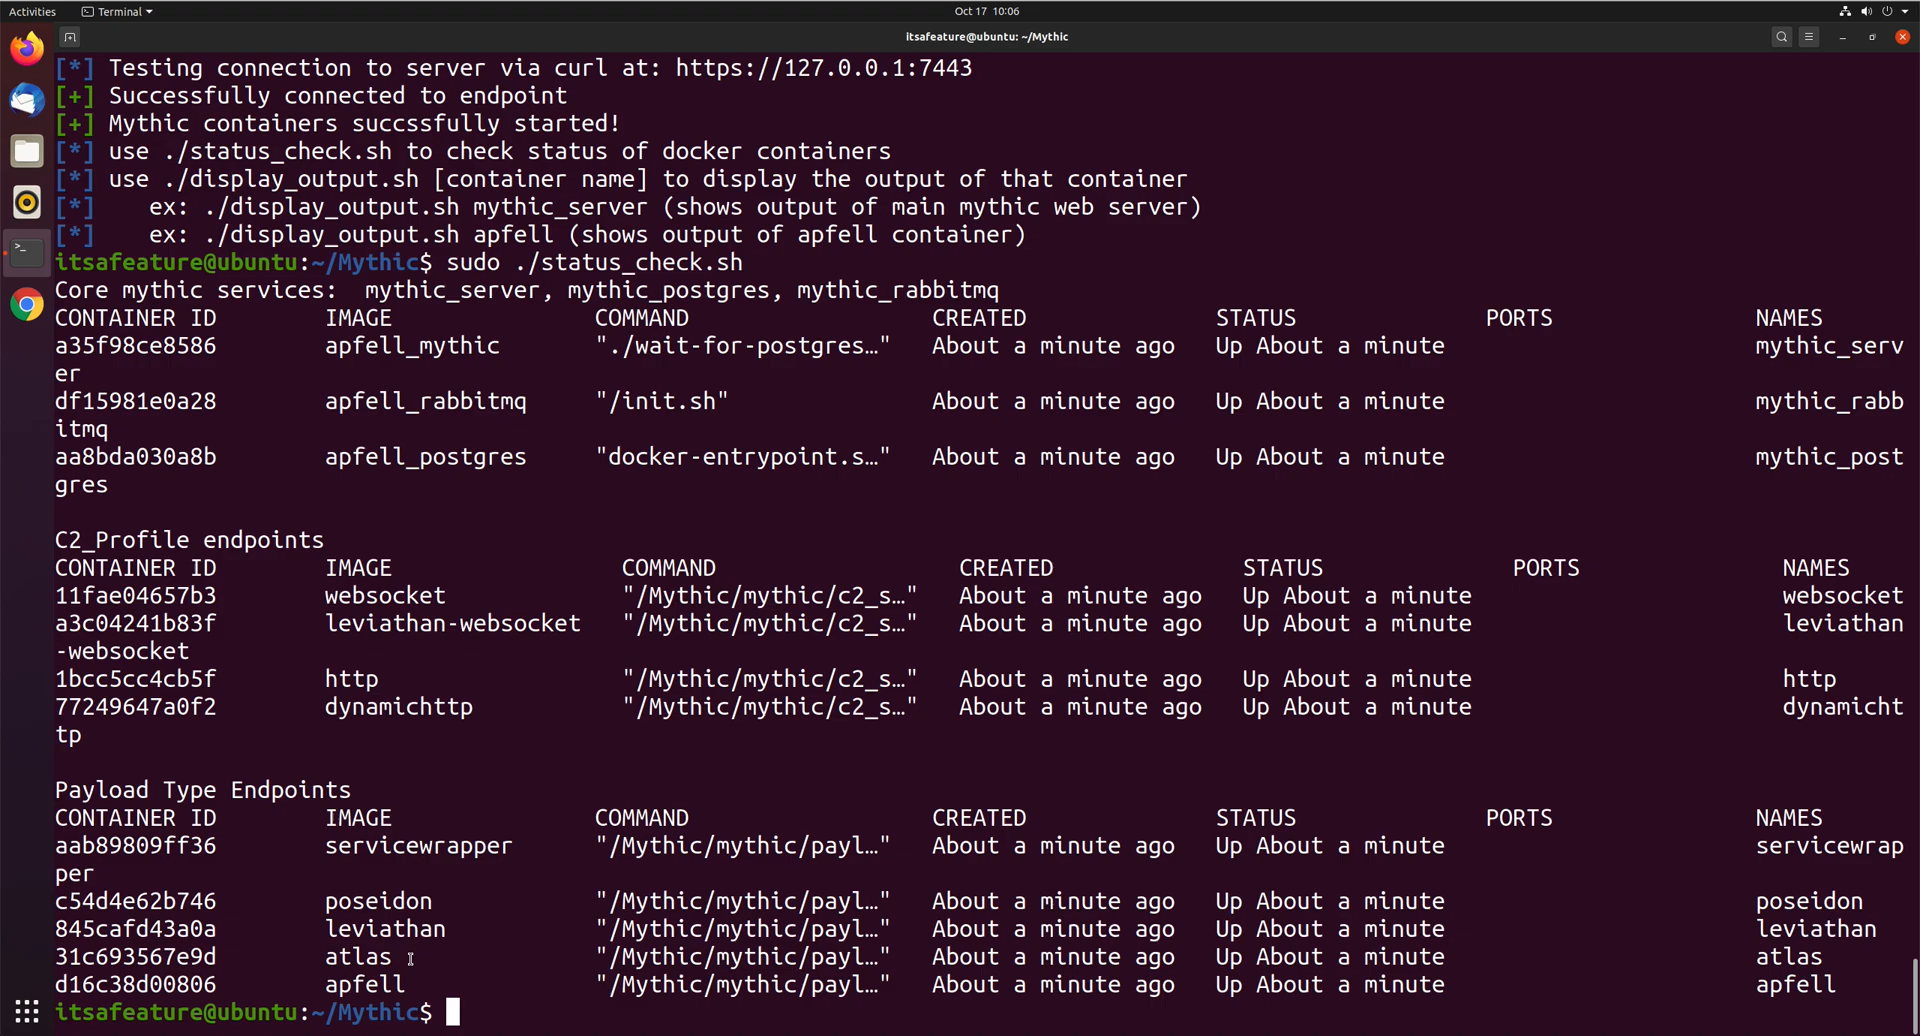 Activities Terminal Oct 17 10:06
itsafeature@ubuntu: ~/Mythic
[*] Testing connection to server via curl at: https://127.0.0.1:7443
[+] Successfully connected to endpoint
[+] Mythic containers succssfully started!
[*] use ./status_check.sh to check status of docker containers
[*] use ./display_output.sh [container name] to display the output of that container
[*]    ex: ./display_output.sh mythic_server (shows output of main mythic web server)
[*]    ex: ./display_output.sh apfell (shows output of apfell container)
itsafeature@ubuntu:~/Mythic$ sudo ./status_check.sh
Core mythic services:  mythic_server, mythic_postgres, mythic_rabbitmq
CONTAINER ID        IMAGE               COMMAND                  CREATED              STATUS              PORTS               NAMES
a35f98ce8586        apfell_mythic       "./wait-for-postgres…"   About a minute ago   Up About a minute                       mythic_serv
er
df15981e0a28        apfell_rabbitmq     "/init.sh"               About a minute ago   Up About a minute                       mythic_rabb
itmq
aa8bda030a8b        apfell_postgres     "docker-entrypoint.s…"   About a minute ago   Up About a minute                       mythic_post
gres
C2_Profile endpoints
CONTAINER ID        IMAGE                 COMMAND                  CREATED              STATUS              PORTS               NAMES
11fae04657b3        websocket             "/Mythic/mythic/c2_s…"   About a minute ago   Up About a minute                       websocket
a3c04241b83f        leviathan-websocket   "/Mythic/mythic/c2_s…"   About a minute ago   Up About a minute                       leviathan
-websocket
1bcc5cc4cb5f        http                  "/Mythic/mythic/c2_s…"   About a minute ago   Up About a minute                       http
77249647a0f2        dynamichttp           "/Mythic/mythic/c2_s…"   About a minute ago   Up About a minute                       dynamicht
tp
Payload Type Endpoints
CONTAINER ID        IMAGE               COMMAND                  CREATED              STATUS              PORTS               NAMES
aab89809ff36        servicewrapper      "/Mythic/mythic/payl…"   About a minute ago   Up About a minute                       servicewrap
per
c54d4e62b746        poseidon            "/Mythic/mythic/payl…"   About a minute ago   Up About a minute                       poseidon
845cafd43a0a        leviathan           "/Mythic/mythic/payl…"   About a minute ago   Up About a minute                       leviathan
31c693567e9d        atlas               "/Mythic/mythic/payl…"   About a minute ago   Up About a minute                       atlas
d16c38d00806        apfell              "/Mythic/mythic/payl…"   About a minute ago   Up About a minute                       apfell
itsafeature@ubuntu:~/Mythic$